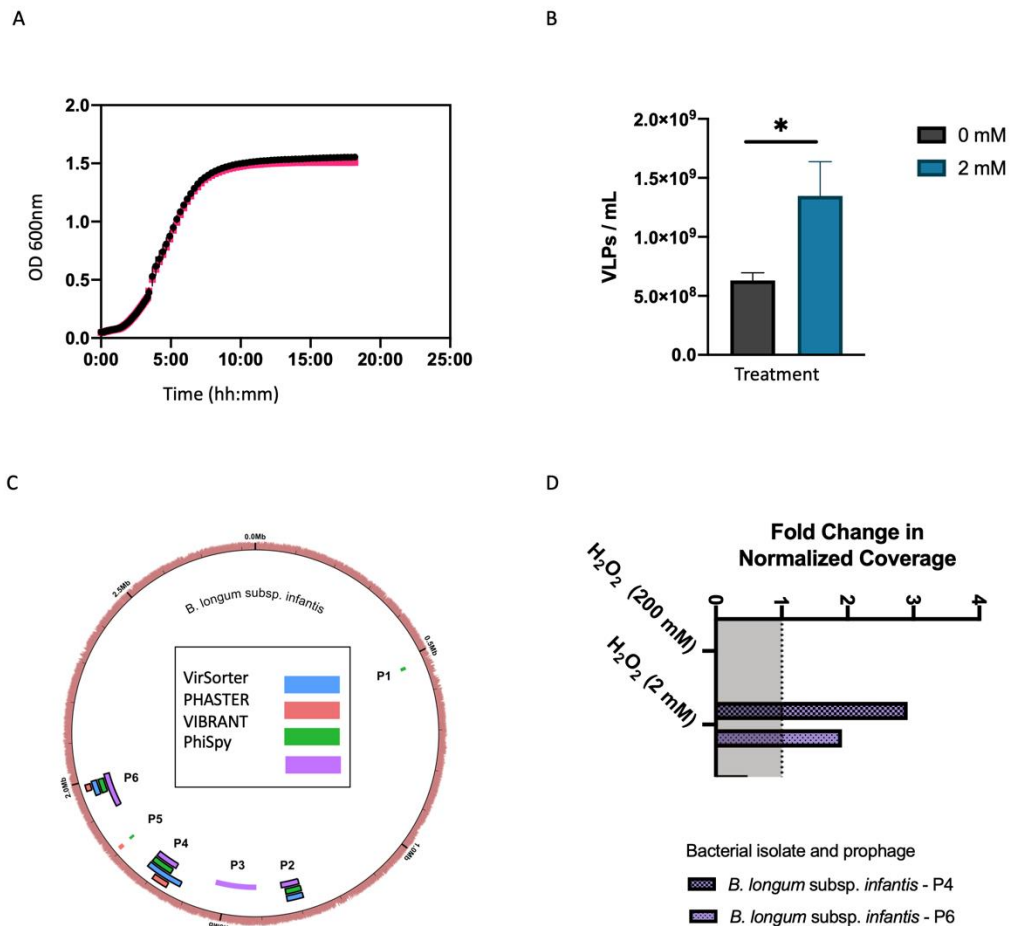 A
2.0
1.5
1.0
0.5
0.0
OD 600nm
0:00 5:00 10:00 15:00 20:00 25:00
Time (hh:mm)
B
2.0×10⁹
1.5×10⁹
1.0×10⁹
5.0×10⁸
0.0
VLPs / mL
*
Treatment
0 mM
2 mM
C
0.0Mb
0.5Mb
1.0Mb
2.0Mb
2.5Mb
B. longum subsp. infantis
VirSorter
PHASTER
VIBRANT
PhiSpy
P1
P2
P3
P4
P5
P6
D
Fold Change in
Normalized Coverage
0 1 2 3 4
H₂O₂ (200 mM)
H₂O₂ (2 mM)
Bacterial isolate and prophage
B. longum subsp. infantis - P4
B. longum subsp. infantis - P6